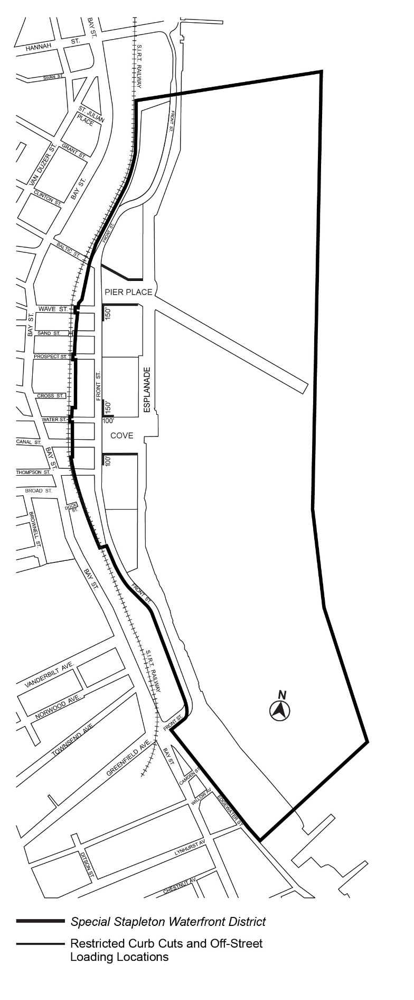 BAY ST.
HANNAH ST.
S.I.R.T. RAILWAY
SWAN ST.
ST. JULIAN
PLACE
FRONT ST.
GRANT ST.
VAN DUZER ST.
BAY ST.
CLINTON ST.
FRONT ST.
BALTIC ST.
PIER PLACE
WAVE ST.
150'
BAY ST.
SAND ST.
PROSPECT ST.
FRONT ST.
ESPLANADE
CROSS ST.
150'
WATER ST.
100'
COVE
CANAL ST.
BAY ST.
100'
THOMPSON ST.
BROAD ST.
DOCK
ST.
BROWNELL ST.
BAY ST.
FRONT ST.
S.I.R.T. RAILWAY
VANDERBILT AVE.
NORWOOD AVE.
N
FRONT ST.
TOWNSEND AVE
GREENFIELD AVE.
BAY ST
CAMDEN ST
WILLOW AV
EDGEWATER ST
LYNHURST AV
DITSON ST
CHESTNUT AV
Special Stapleton Waterfront District
Restricted Curb Cuts and Off-Street
Loading Locations